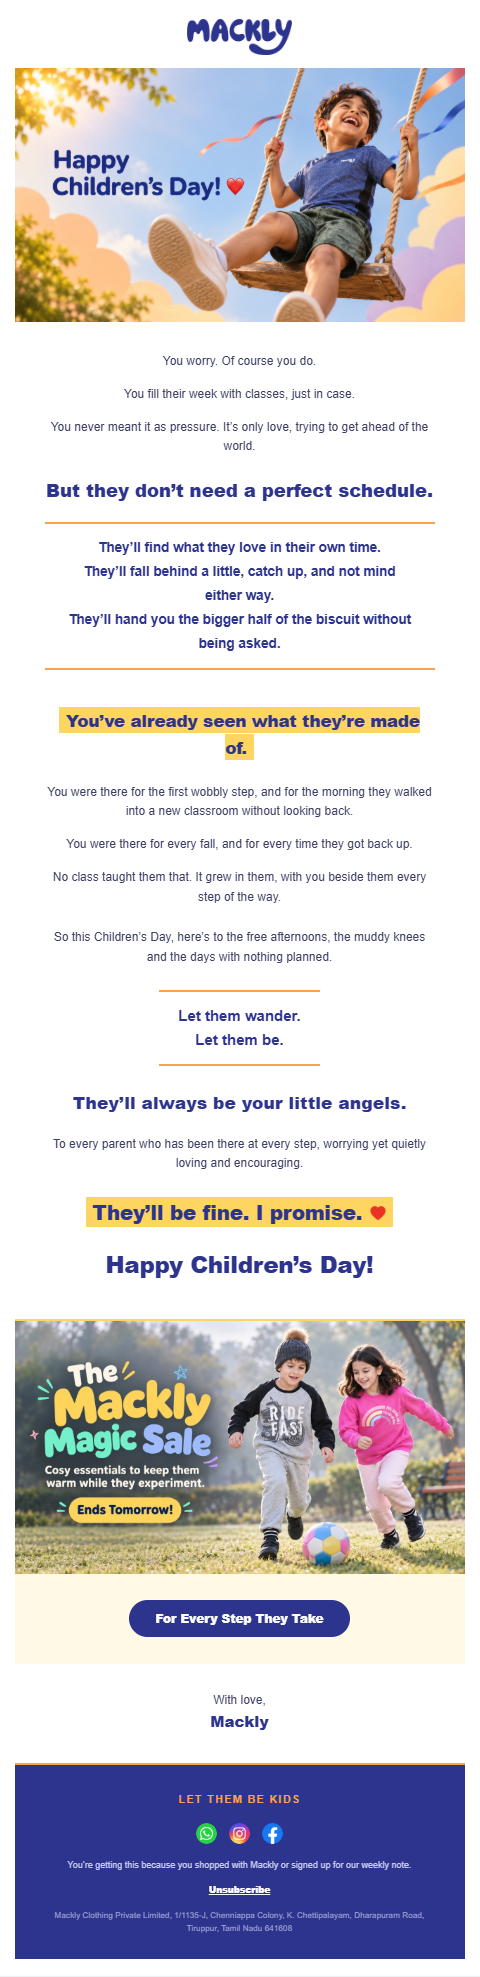 MACKLY
Happy
Children's Day! ❤️
You worry. Of course you do.
You fill their week with classes, just in case.
You never meant it as pressure. It's only love, trying to get ahead of the
world.
But they don't need a perfect schedule.
They'll find what they love in their own time.
They'll fall behind a little, catch up, and not mind
either way.
They'll hand you the bigger half of the biscuit without
being asked.
You've already seen what they're made
of.
You were there for the first wobbly step, and for the morning they walked
into a new classroom without looking back.
You were there for every fall, and for every time they got back up.
No class taught them that. It grew in them, with you beside them every
step of the way.
So this Children's Day, here's to the free afternoons, the muddy knees
and the days with nothing planned.
Let them wander.
Let them be.
They'll always be your little angels.
To every parent who has been there at every step, worrying yet quietly
loving and encouraging.
They'll be fine. I promise. ❤️
Happy Children's Day!
The
Mackly
Magic Sale
Cosy essentials to keep them
warm while they experiment.
Ends Tomorrow!
RIDE
FAST
For Every Step They Take
With love,
Mackly
LET THEM BE KIDS
You're getting this because you shopped with Mackly or signed up for our weekly note.
Unsubscribe
Mackly Clothing Private Limited, 1/1135-J, Chenniappa Colony, K. Chettipalayam, Dharapuram Road,
Tiruppur, Tamil Nadu 641608